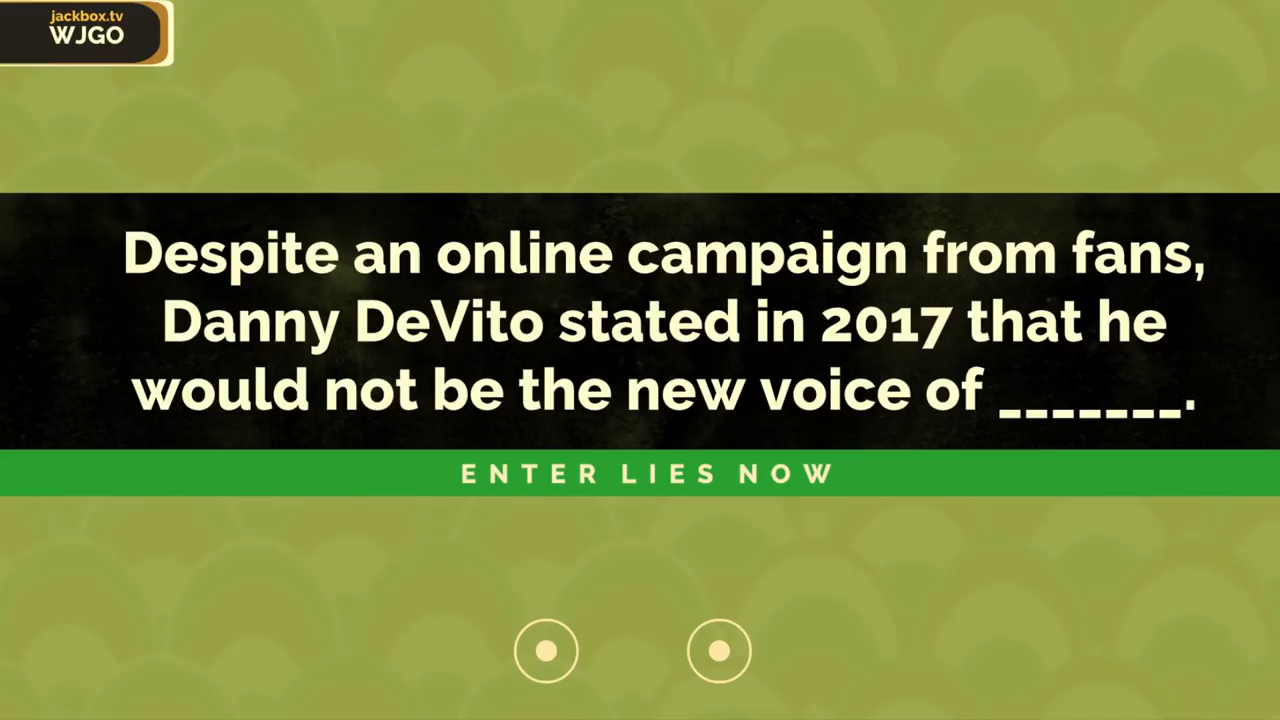 jackbox.tv
WJGO
Despite an online campaign from fans,
Danny DeVito stated in 2017 that he
would not be the new voice of _______.
ENTER LIES NOW